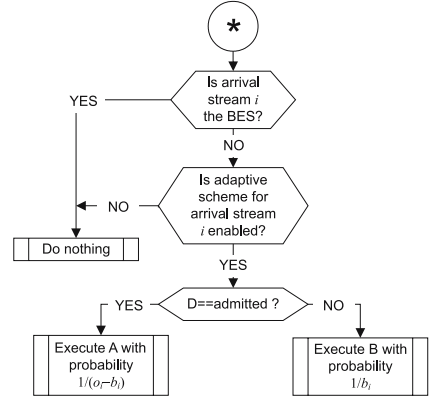 *
Is arrival
stream i
the BES?
YES
NO
Is adaptive
scheme for
arrival stream
i enabled?
NO
Do nothing
YES
D==admitted ?
YES
NO
Execute A with
probability
1/(oᵢ–bᵢ)
Execute B with
probability
1/bᵢ